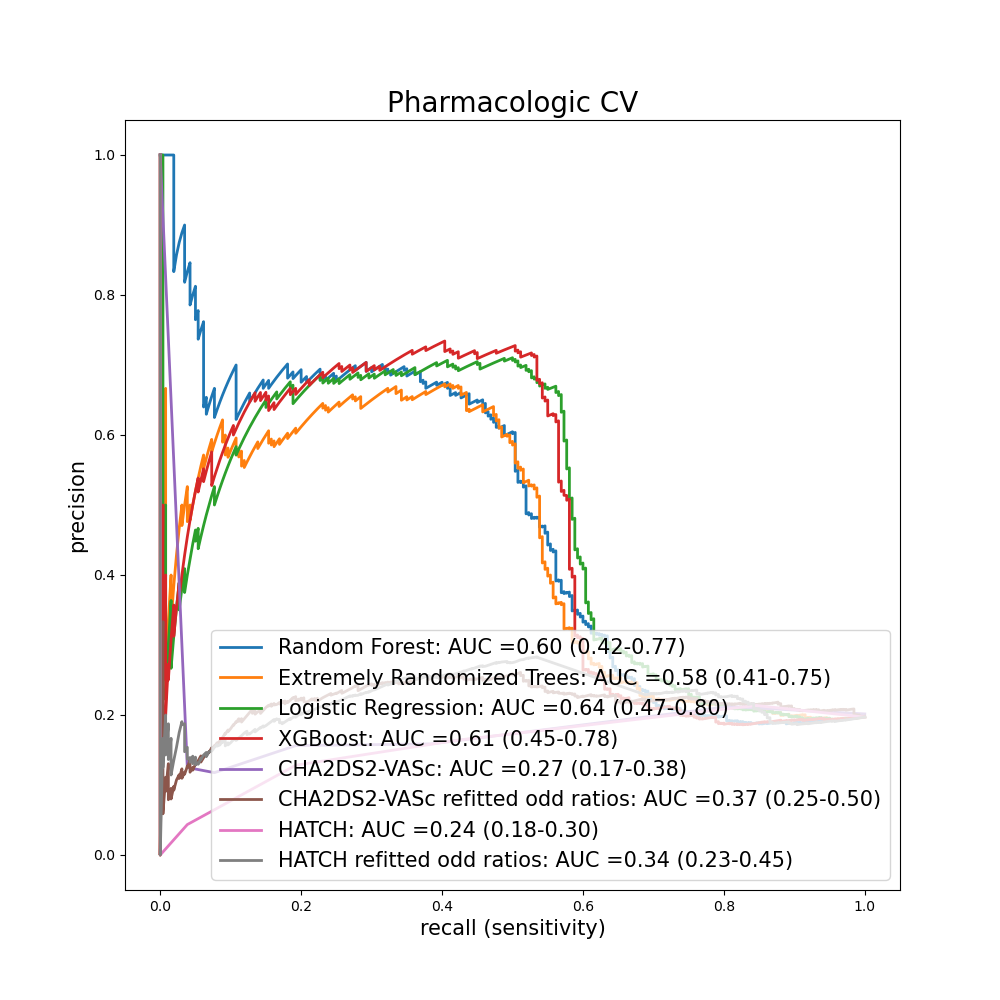 Pharmacologic CV
1.0
0.8
0.6
0.4
0.2
0.0
precision
Random Forest: AUC =0.60 (0.42-0.77)
Extremely Randomized Trees: AUC =0.58 (0.41-0.75)
Logistic Regression: AUC =0.64 (0.47-0.80)
XGBoost: AUC =0.61 (0.45-0.78)
CHA2DS2-VASc: AUC =0.27 (0.17-0.38)
CHA2DS2-VASc refitted odd ratios: AUC =0.37 (0.25-0.50)
HATCH: AUC =0.24 (0.18-0.30)
HATCH refitted odd ratios: AUC =0.34 (0.23-0.45)
0.0 0.2 0.4 0.6 0.8 1.0
recall (sensitivity)